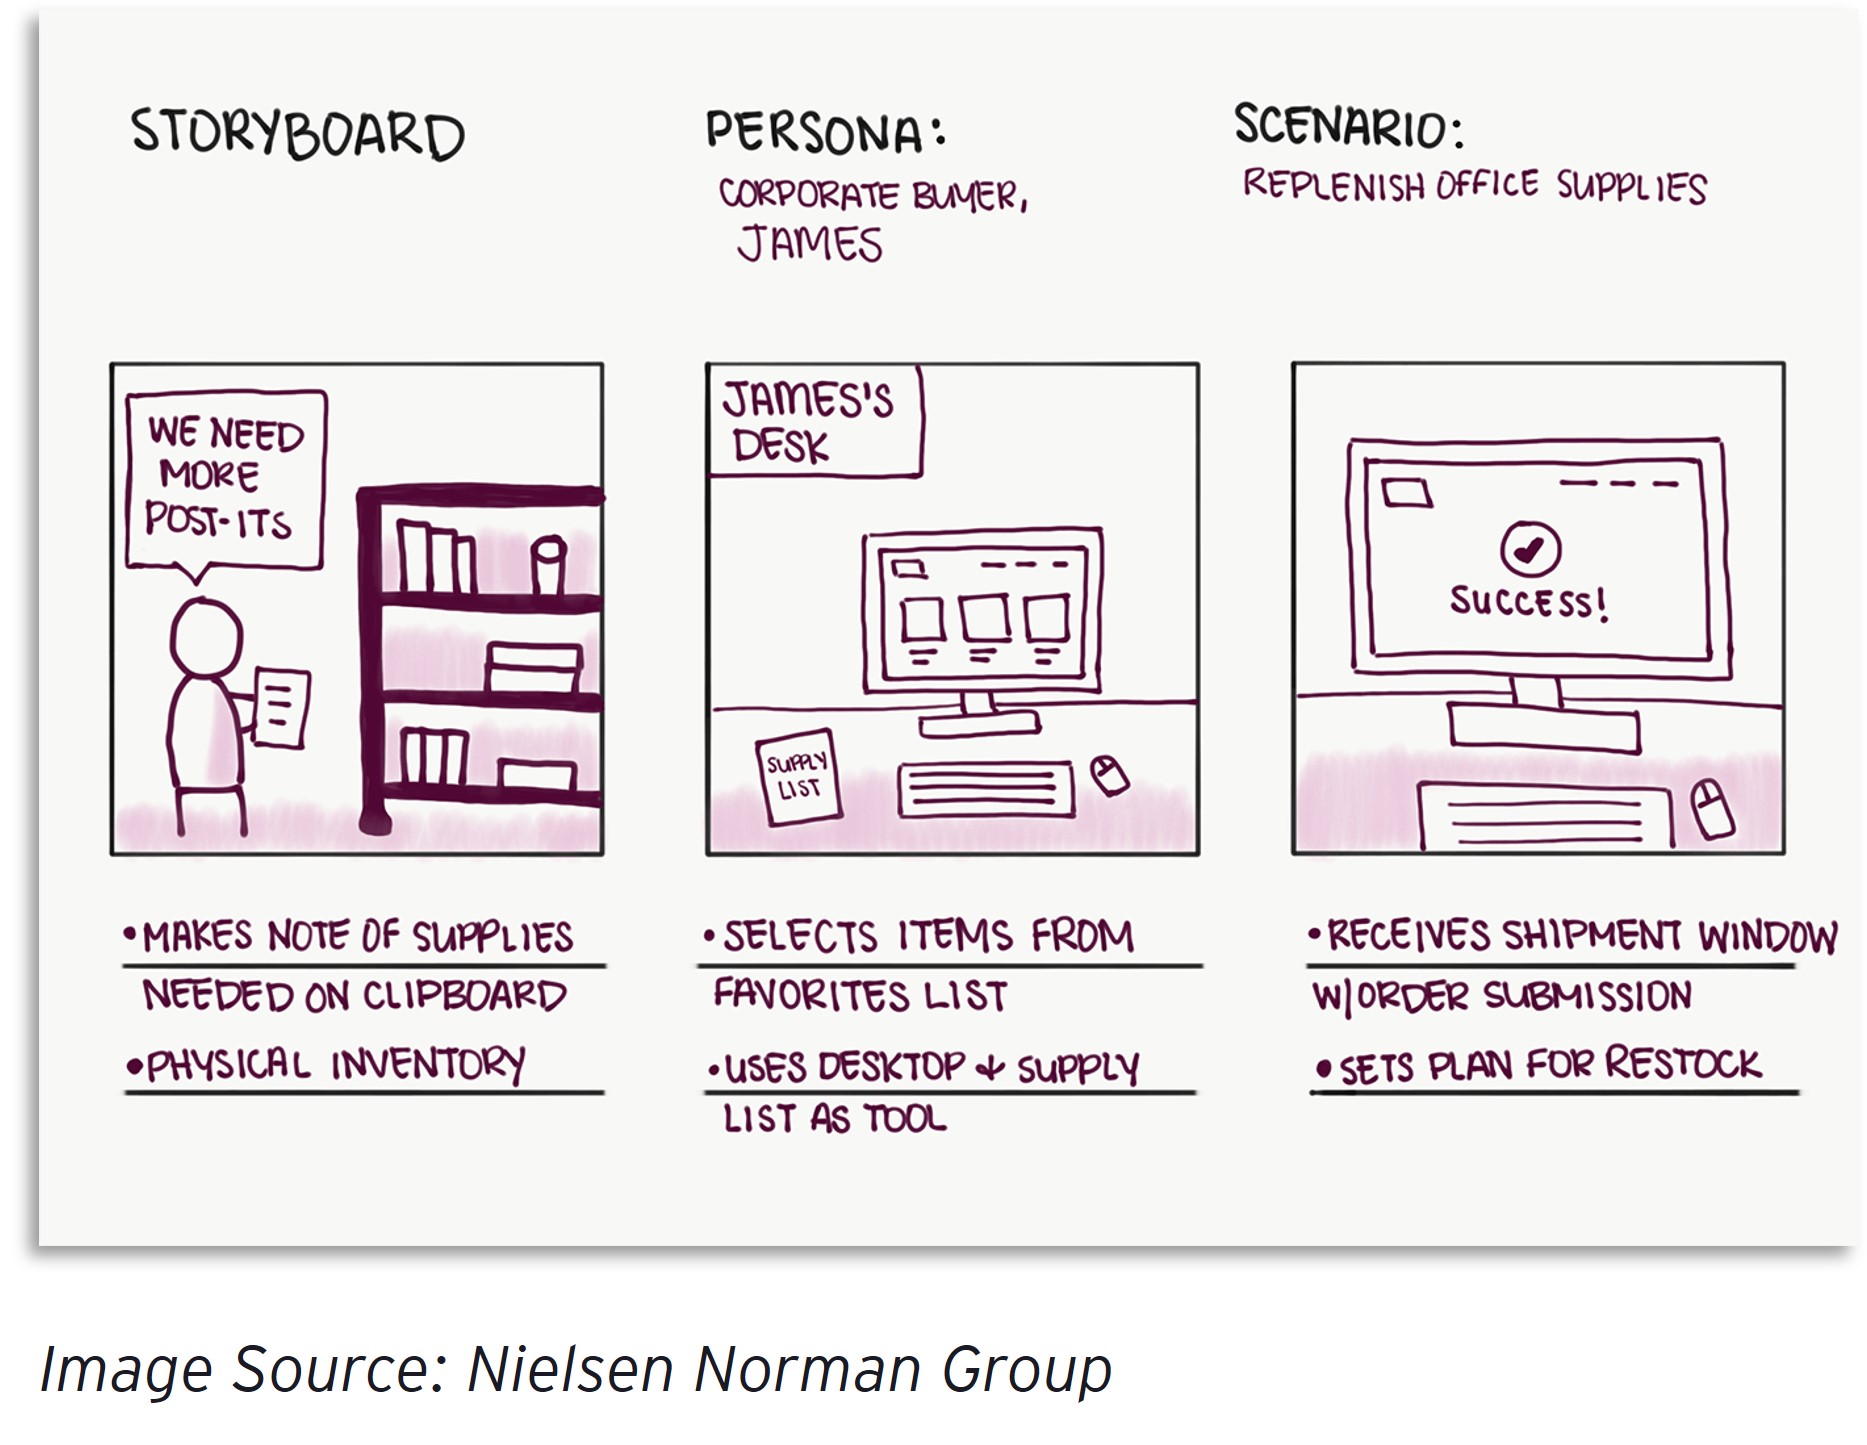 STORYBOARD
PERSONA:
CORPORATE BUYER,
JAMES
SCENARIO:
REPLENISH OFFICE SUPPLIES
WE NEED
MORE
POST-ITS
JAMES'S
DESK
SUPPLY
LIST
SUCCESS!
• MAKES NOTE OF SUPPLIES
NEEDED ON CLIPBOARD
• PHYSICAL INVENTORY
• SELECTS ITEMS FROM
FAVORITES LIST
• USES DESKTOP + SUPPLY
LIST AS TOOL
• RECEIVES SHIPMENT WINDOW
W/ORDER SUBMISSION
• SETS PLAN FOR RESTOCK
Image Source: Nielsen Norman Group